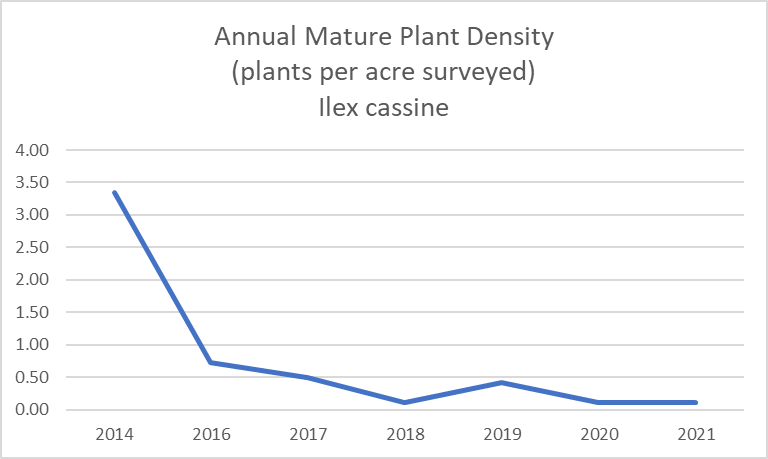 Annual Mature Plant Density
(plants per acre surveyed)
Ilex cassine
4.00
3.50
3.00
2.50
2.00
1.50
1.00
0.50
0.00
2014 2016 2017 2018 2019 2020 2021